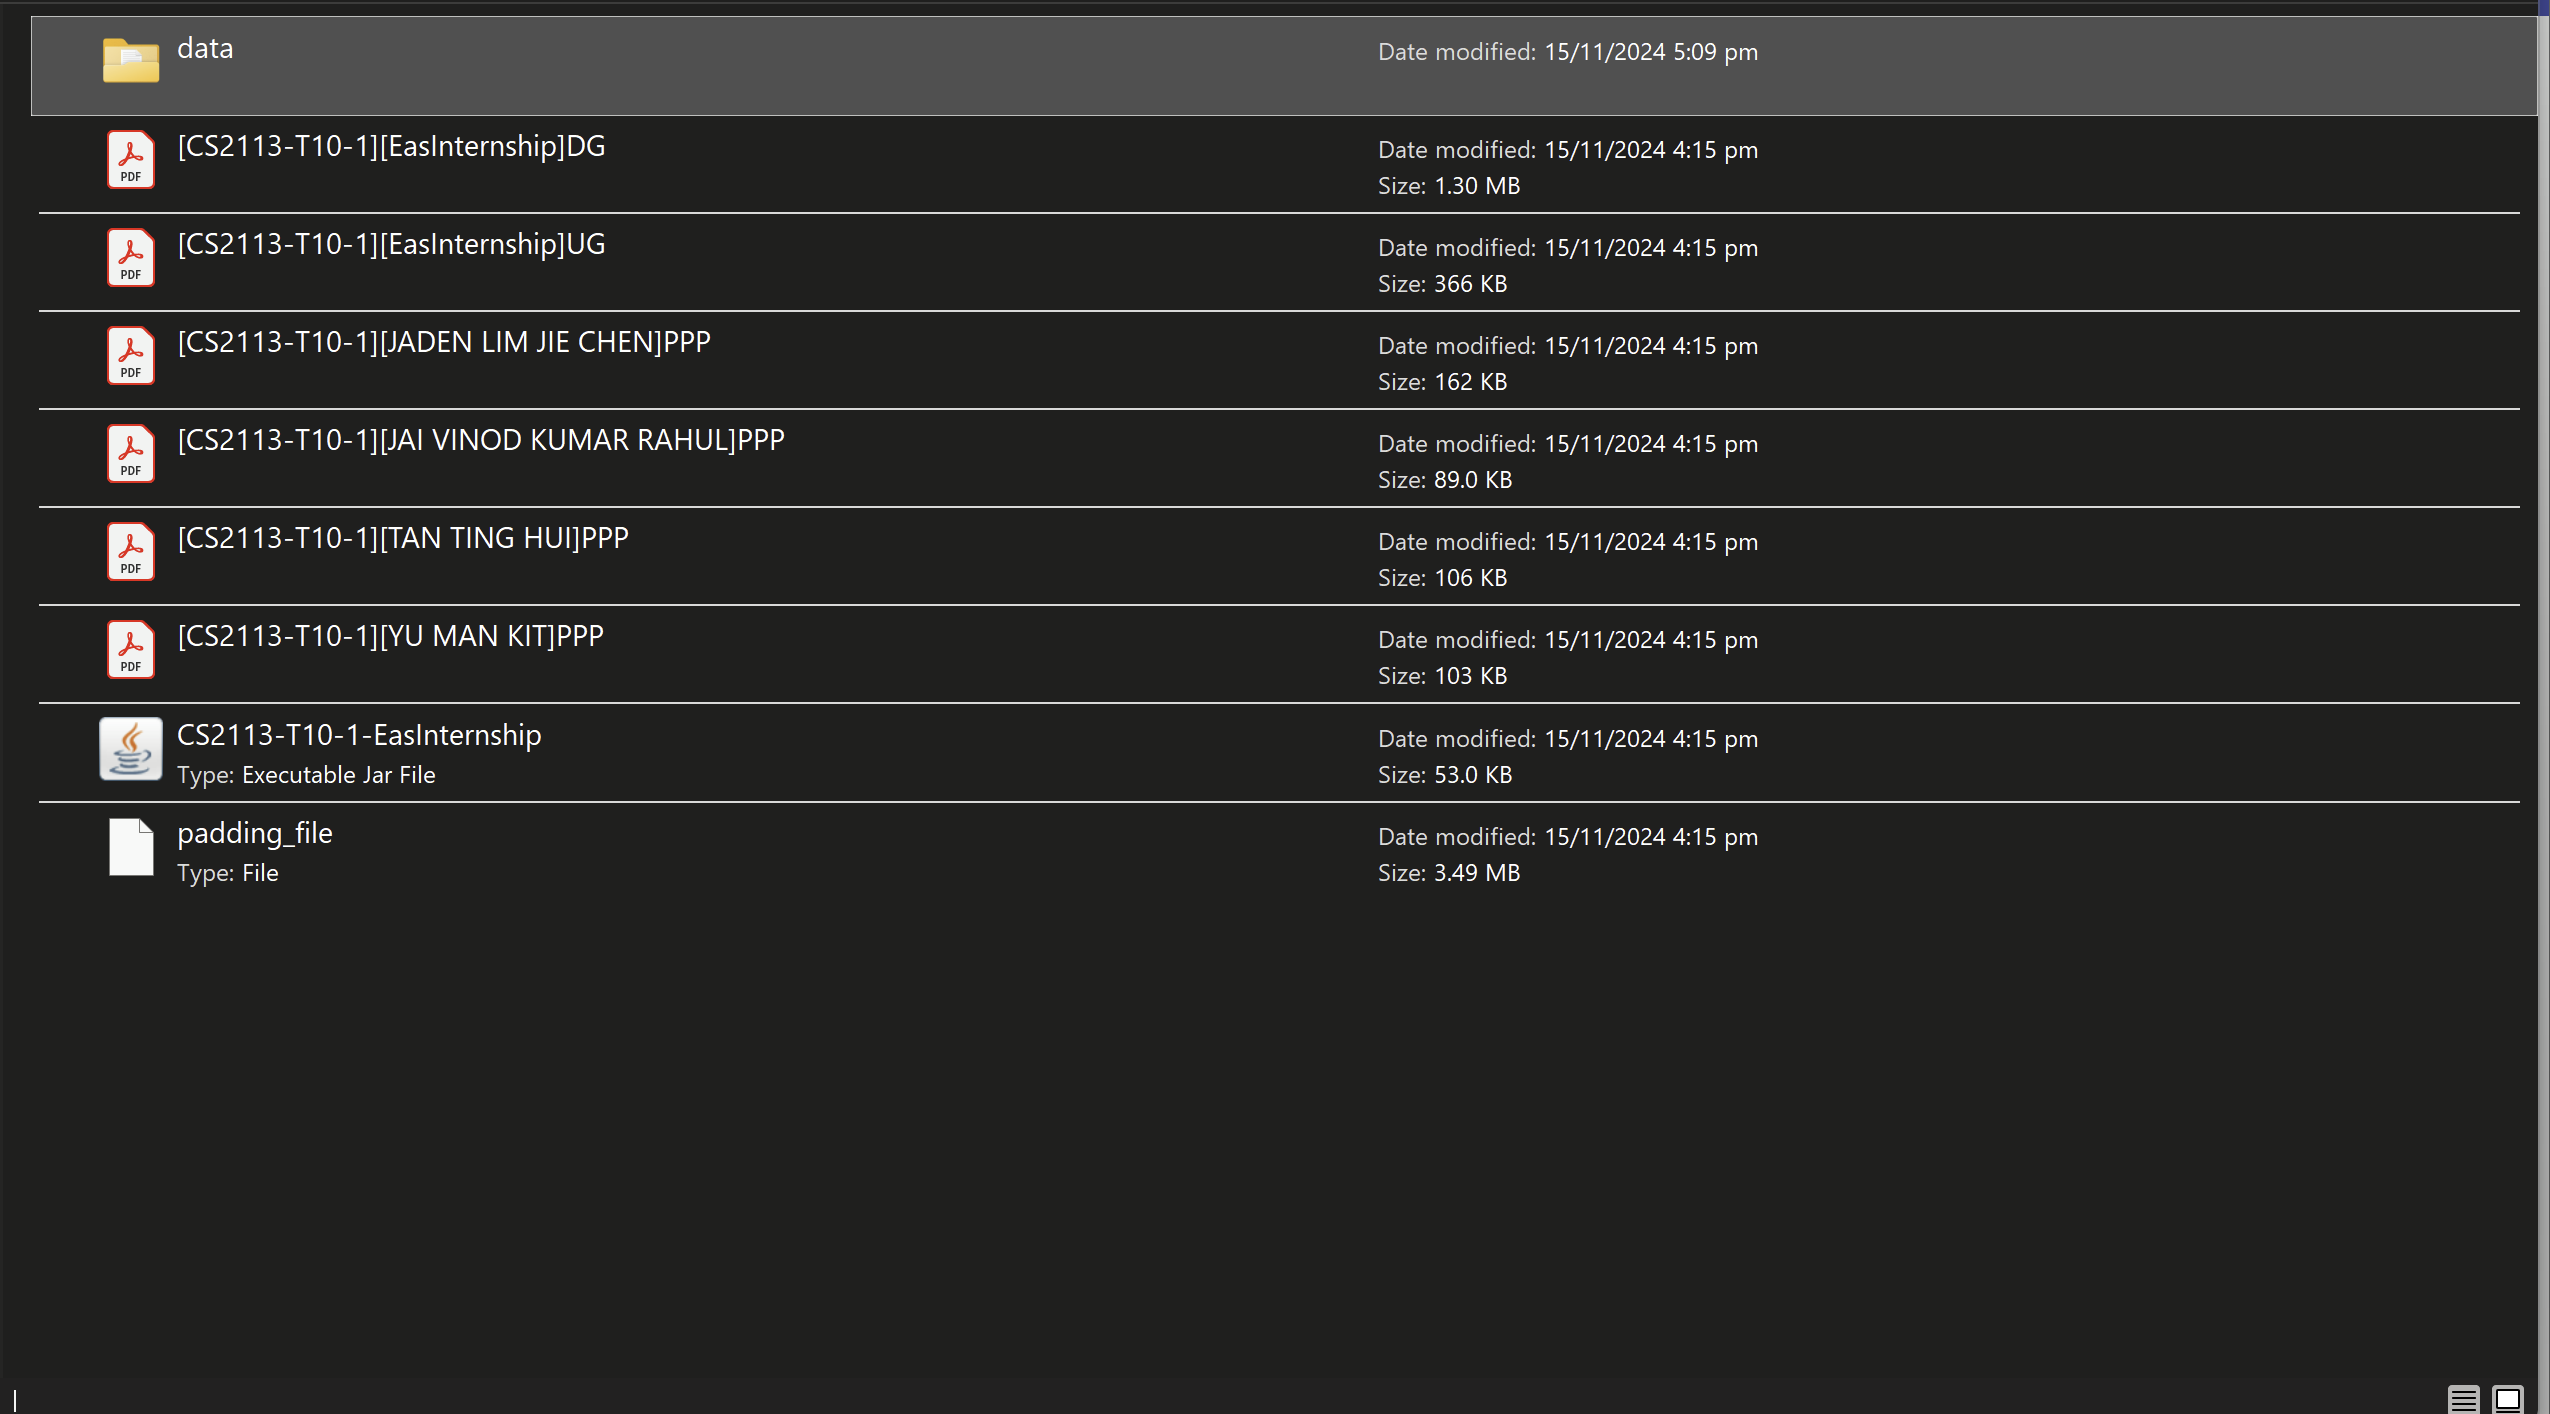 data
Date modified: 15/11/2024 5:09 pm
[CS2113-T10-1][EasInternship]DG
Date modified: 15/11/2024 4:15 pm
PDF
Size: 1.30 MB
[CS2113-T10-1][EasInternship]UG
Date modified: 15/11/2024 4:15 pm
PDF
Size: 366 KB
[CS2113-T10-1][JADEN LIM JIE CHEN]PPP
Date modified: 15/11/2024 4:15 pm
PDF
Size: 162 KB
[CS2113-T10-1][JAI VINOD KUMAR RAHUL]PPP
Date modified: 15/11/2024 4:15 pm
PDF
Size: 89.0 KB
[CS2113-T10-1][TAN TING HUI]PPP
Date modified: 15/11/2024 4:15 pm
PDF
Size: 106 KB
[CS2113-T10-1][YU MAN KIT]PPP
Date modified: 15/11/2024 4:15 pm
PDF
Size: 103 KB
CS2113-T10-1-EasInternship
Date modified: 15/11/2024 4:15 pm
Type: Executable Jar File
Size: 53.0 KB
padding_file
Date modified: 15/11/2024 4:15 pm
Type: File
Size: 3.49 MB